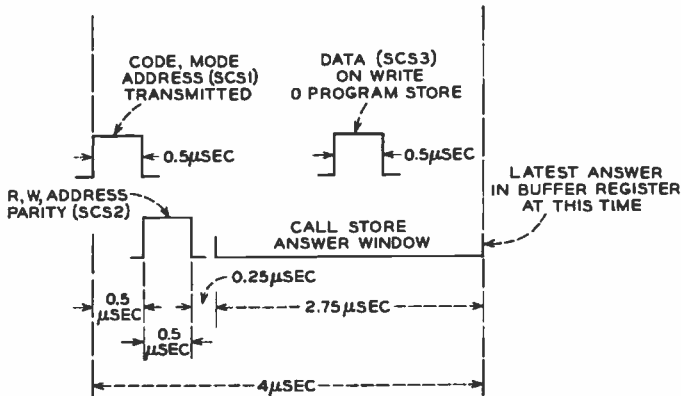 CODE, MODE
ADDRESS (SCS1)
TRANSMITTED
DATA (SCS3)
ON WRITE
O PROGRAM STORE
0.5μSEC
0.5μSEC
LATEST ANSWER
IN BUFFER REGISTER
AT THIS TIME
R, W, ADDRESS
PARITY (SCS2)
CALL STORE
ANSWER WINDOW
0.25μSEC
0.5
μSEC
2.75μSEC
0.5
μSEC
4μSEC